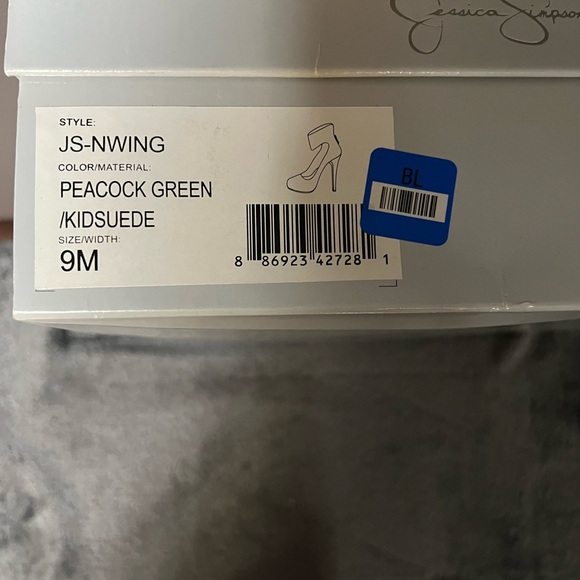 Jessica Simpson
STYLE:
JS-NWING
COLOR/MATERIAL:
PEACOCK GREEN
/KIDSUEDE
SIZE/WIDTH:
9M
8 86923 42728 1
BL